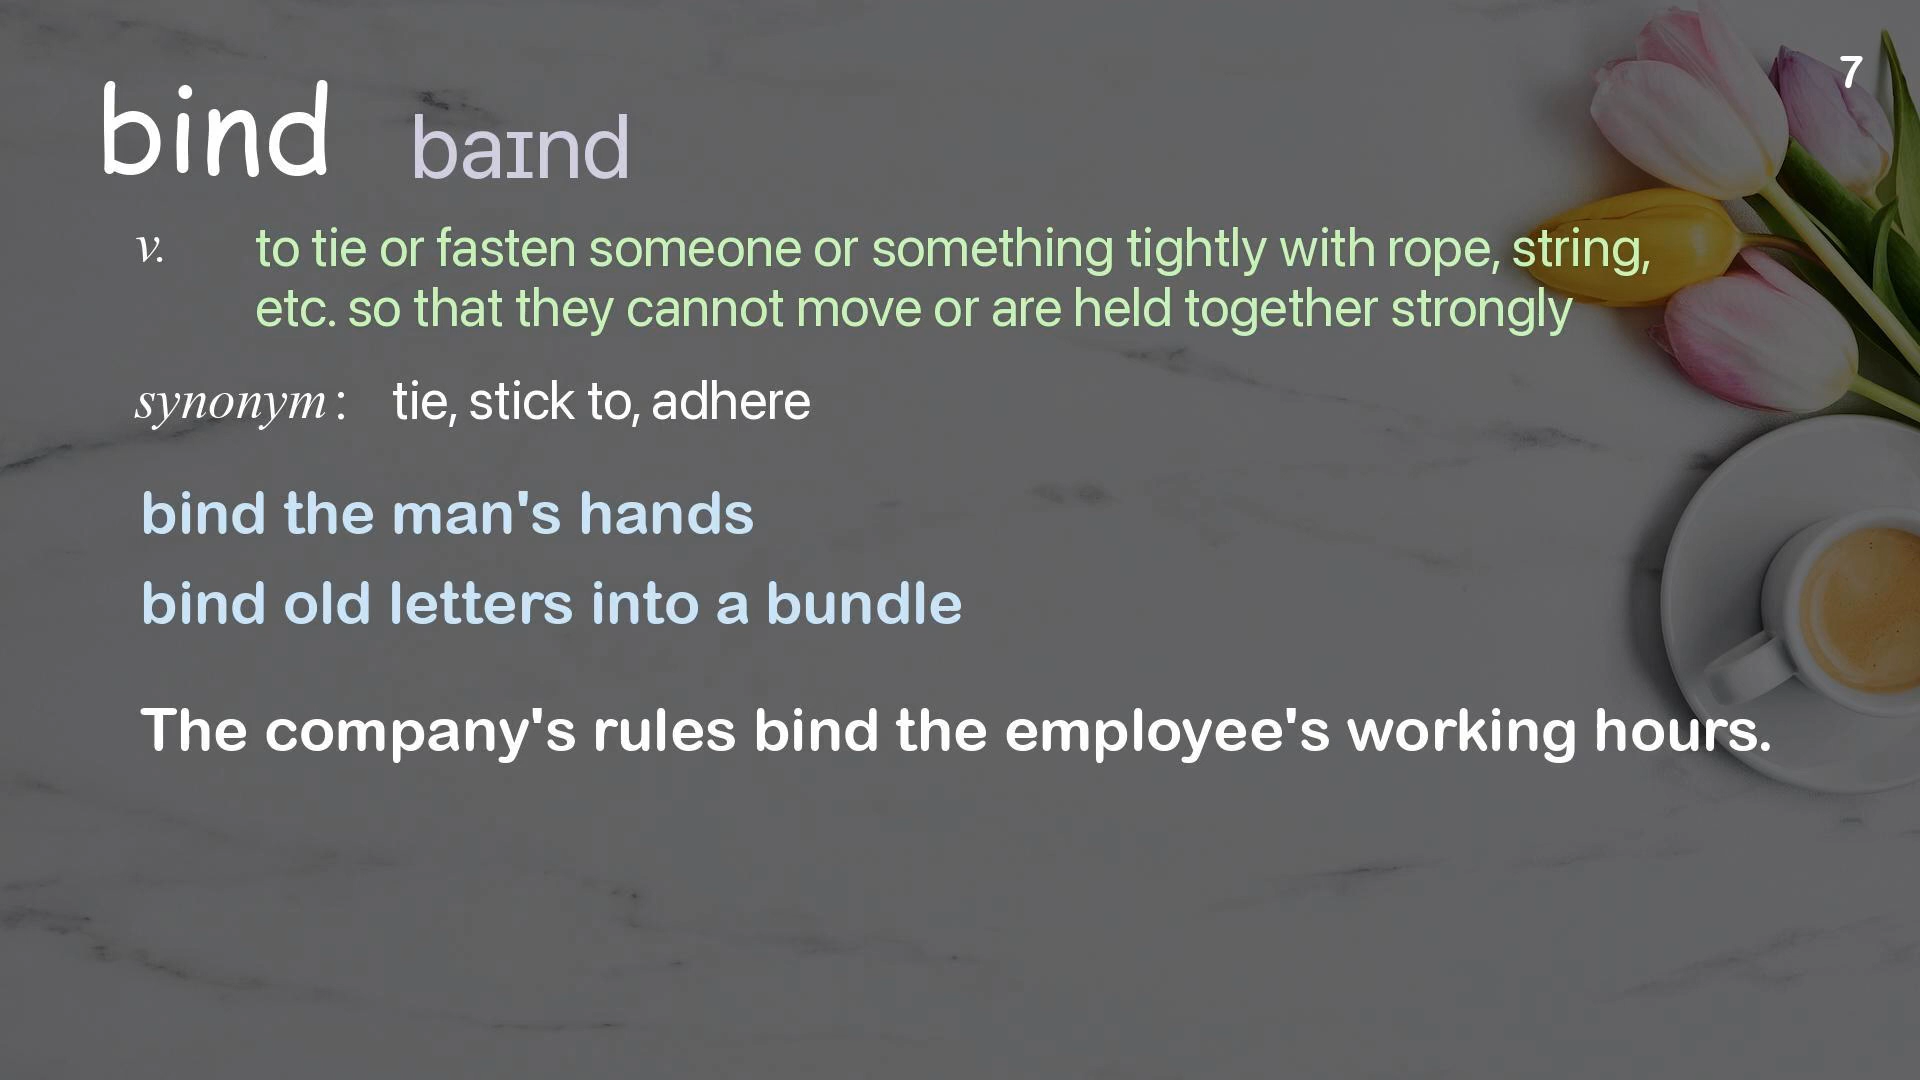 7
bind baɪnd
v. to tie or fasten someone or something tightly with rope, string,
etc. so that they cannot move or are held together strongly
synonym : tie, stick to, adhere
bind the man's hands
bind old letters into a bundle
The company's rules bind the employee's working hours.